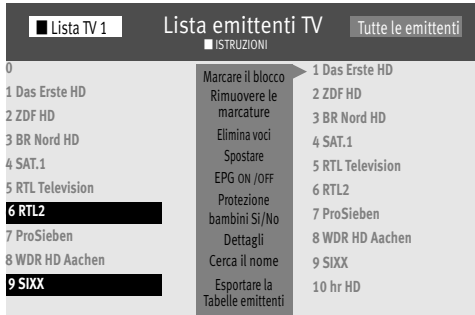 Lista TV 1
Lista emittenti TV
ISTRUZIONI
Tutte le emittenti
0
1 Das Erste HD
2 ZDF HD
3 BR Nord HD
4 SAT.1
5 RTL Television
6 RTL2
7 ProSieben
8 WDR HD Aachen
9 SIXX
Marcare il blocco
Rimuovere le
marcature
Elimina voci
Spostare
EPG ON /OFF
Protezione
bambini Si/No
Dettagli
Cerca il nome
Esportare la
Tabelle emittenti
1 Das Erste HD
2 ZDF HD
3 BR Nord HD
4 SAT.1
5 RTL Television
6 RTL2
7 ProSieben
8 WDR HD Aachen
9 SIXX
10 hr HD